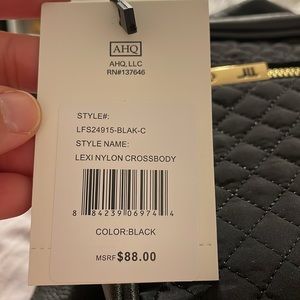 AHQ
AHQ, LLC
RN#137646
STYLE#:
LFS24915-BLAK-C
STYLE NAME:
LEXI NYLON CROSSBODY
8 84239 06974 4
COLOR:BLACK
MSRP $88.00